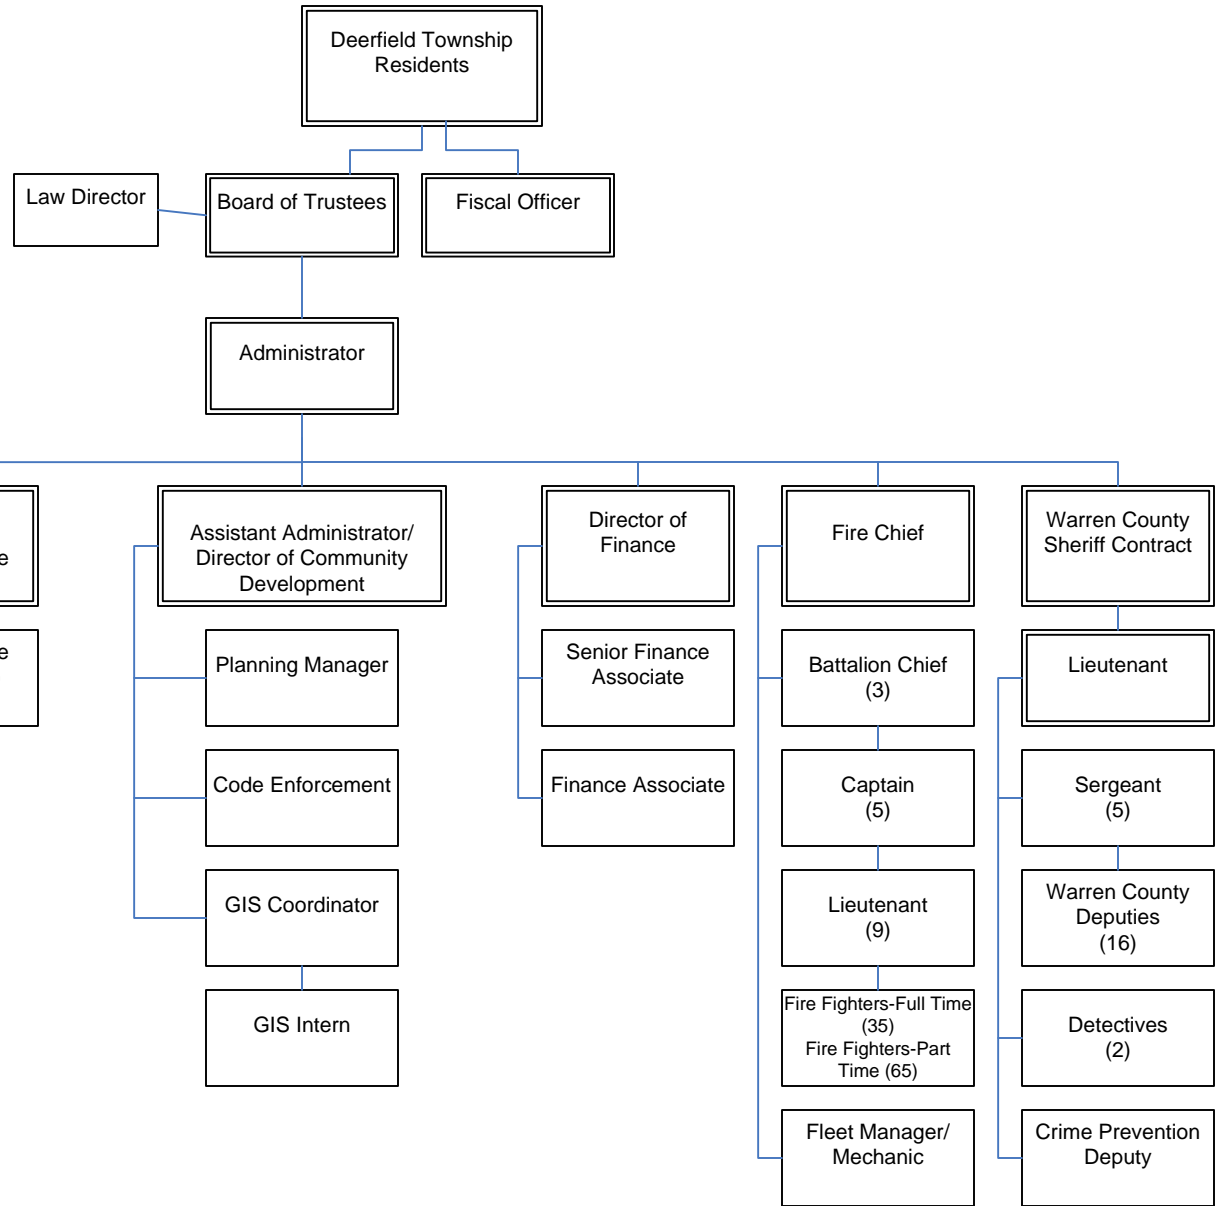 Deerfield Township
Residents
Law Director
Board of Trustees
Fiscal Officer
Administrator
Assistant Administrator/
Director of Community
Development
Director of
Finance
Fire Chief
Warren County
Sheriff Contract
Planning Manager
Senior Finance
Associate
Battalion Chief
(3)
Lieutenant
Code Enforcement
Finance Associate
Captain
(5)
Sergeant
(5)
GIS Coordinator
Lieutenant
(9)
Warren County
Deputies
(16)
GIS Intern
Fire Fighters-Full Time
(35)
Fire Fighters-Part
Time (65)
Detectives
(2)
Fleet Manager/
Mechanic
Crime Prevention
Deputy